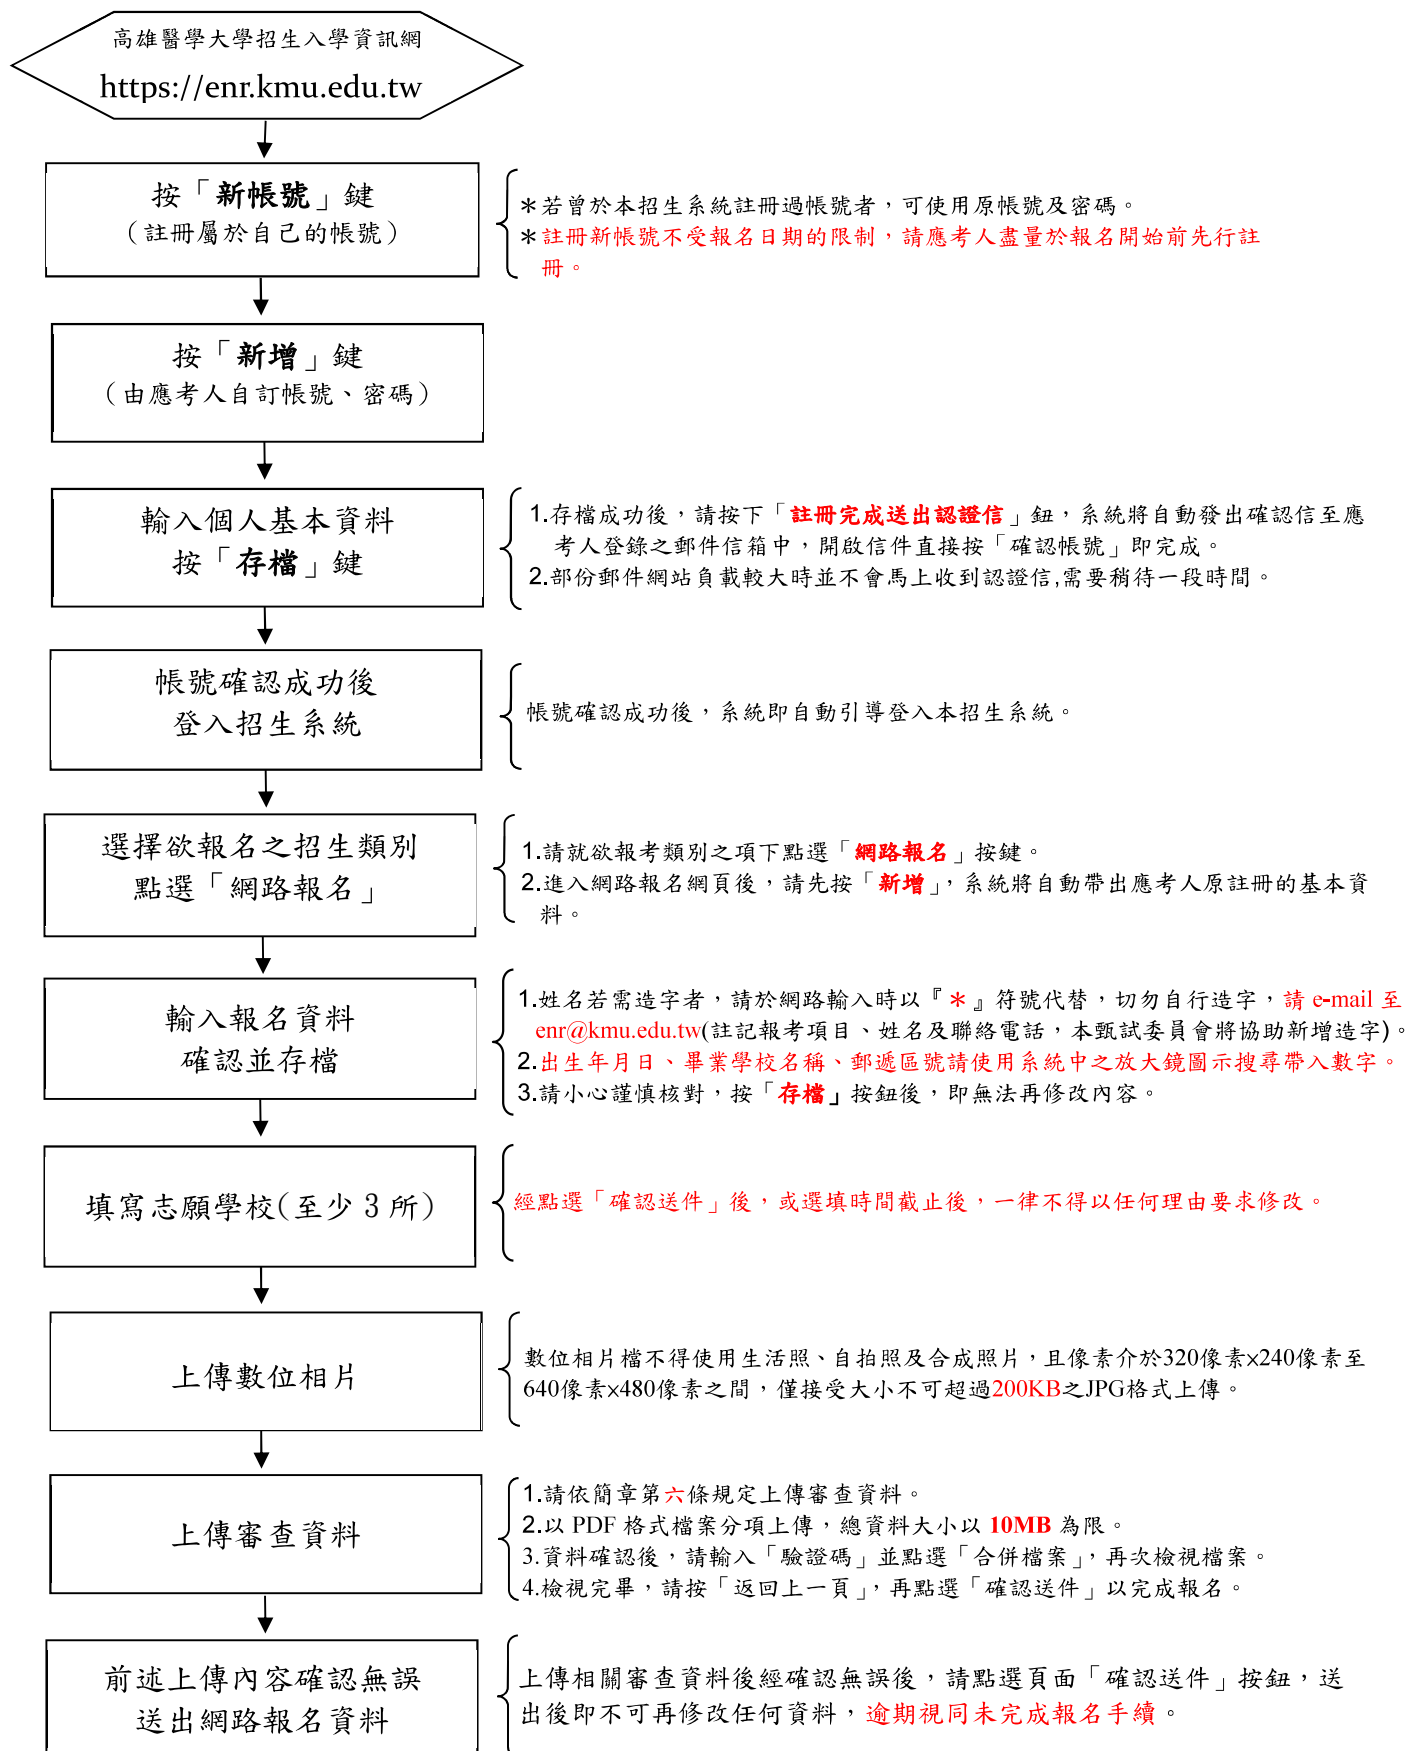 高雄醫學大學招生入學資訊網
https://enr.kmu.edu.tw
按「新帳號」鍵
（註冊屬於自己的帳號）
＊若曾於本招生系統註冊過帳號者，可使用原帳號及密碼。
＊註冊新帳號不受報名日期的限制，請應考人盡量於報名開始前先行註
冊。
按「新增」鍵
（由應考人自訂帳號、密碼）
輸入個人基本資料
按「存檔」鍵
1.存檔成功後，請按下「註冊完成送出認證信」鈕，系統將自動發出確認信至應
考人登錄之郵件信箱中，開啟信件直接按「確認帳號」即完成。
2.部份郵件網站負載較大時並不會馬上收到認證信,需要稍待一段時間。
帳號確認成功後
登入招生系統
帳號確認成功後，系統即自動引導登入本招生系統。
選擇欲報名之招生類別
點選「網路報名」
1.請就欲報考類別之項下點選「網路報名」按鍵。
2.進入網路報名網頁後，請先按「新增」，系統將自動帶出應考人原註冊的基本資
料。
輸入報名資料
確認並存檔
1.姓名若需造字者，請於網路輸入時以『＊』符號代替，切勿自行造字，請 e-mail 至
enr@kmu.edu.tw(註記報考項目、姓名及聯絡電話，本甄試委員會將協助新增造字)。
2.出生年月日、畢業學校名稱、郵遞區號請使用系統中之放大鏡圖示搜尋帶入數字。
3.請小心謹慎核對，按「存檔」按鈕後，即無法再修改內容。
填寫志願學校(至少 3 所)
經點選「確認送件」後，或選填時間截止後，一律不得以任何理由要求修改。
上傳數位相片
數位相片檔不得使用生活照、自拍照及合成照片，且像素介於320像素×240像素至
640像素×480像素之間，僅接受大小不可超過200KB之JPG格式上傳。
上傳審查資料
1.請依簡章第六條規定上傳審查資料。
2.以 PDF 格式檔案分項上傳，總資料大小以 10MB 為限。
3.資料確認後，請輸入「驗證碼」並點選「合併檔案」，再次檢視檔案。
4.檢視完畢，請按「返回上一頁」，再點選「確認送件」以完成報名。
前述上傳內容確認無誤
送出網路報名資料
上傳相關審查資料後經確認無誤後，請點選頁面「確認送件」按鈕，送
出後即不可再修改任何資料，逾期視同未完成報名手續。